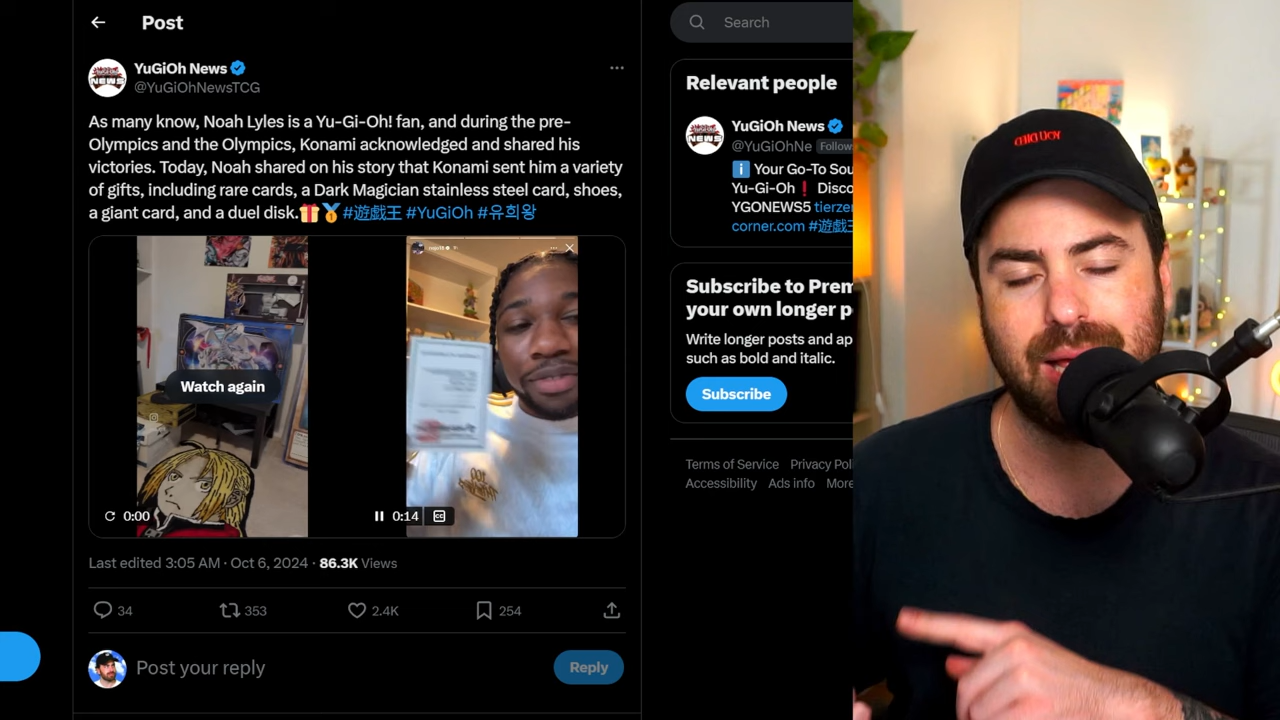 Post
Search
YuGiOh News
@YuGiOhNewsTCG
As many know, Noah Lyles is a Yu-Gi-Oh! fan, and during the pre-
Olympics and the Olympics, Konami acknowledged and shared his
victories. Today, Noah shared on his story that Konami sent him a variety
of gifts, including rare cards, a Dark Magician stainless steel card, shoes,
a giant card, and a duel disk.🎁🏅#遊戯王 #YuGiOh #유희왕
NEWS
Watch again
0:00
0:14
CC
Last edited 3:05 AM · Oct 6, 2024 · 86.3K Views
34
353
2.4K
254
Post your reply
Reply
Relevant people
YuGiOh News
@YuGiOhNe
Follow
NEWS
ℹ️ Your Go-To Sou
Yu-Gi-Oh❗ Disco
YGONEWS5 tierzer
corner.com #遊戯
Subscribe to Prem
your own longer p
Write longer posts and ap
such as bold and italic.
Subscribe
Terms of Service Privacy Poli
Accessibility Ads info More